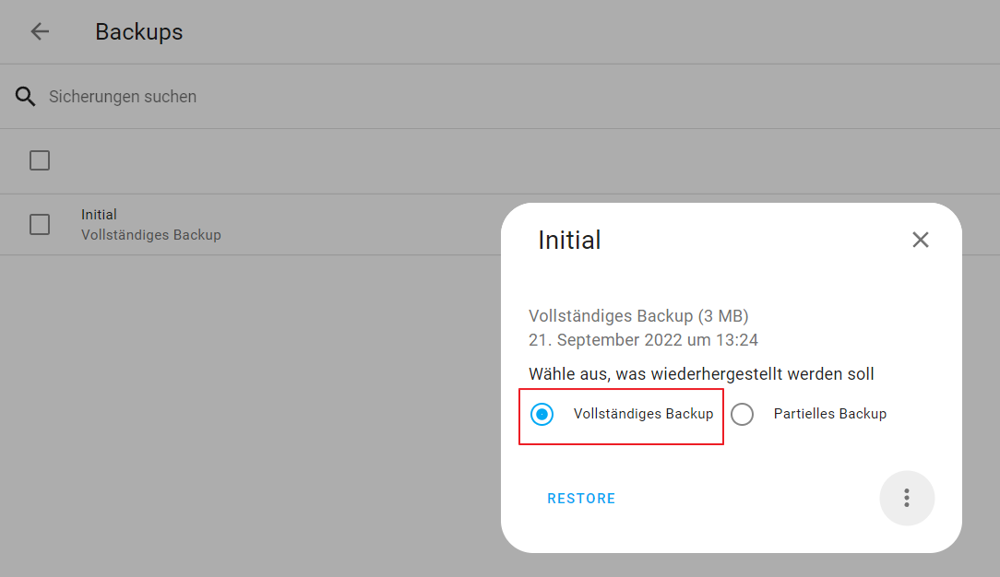 Backups
Sicherungen suchen
Initial
Vollständiges Backup
Initial
Vollständiges Backup (3 MB)
21. September 2022 um 13:24
Wähle aus, was wiederhergestellt werden soll
Vollständiges Backup Partielles Backup
RESTORE